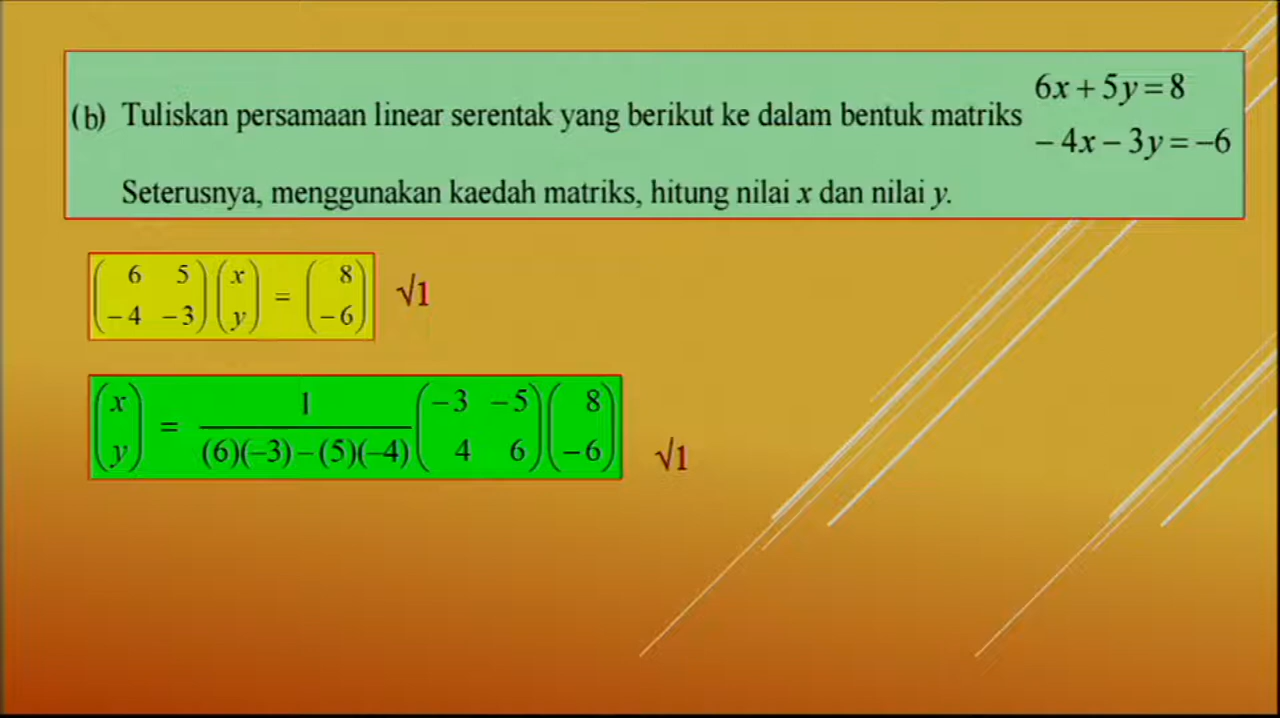 (b) Tuliskan persamaan linear serentak yang berikut ke dalam bentuk matriks
6x + 5y = 8
− 4x − 3y = −6
Seterusnya, menggunakan kaedah matriks, hitung nilai x dan nilai y.
( 6 5 ) ( x ) = ( 8 )
( −4 −3 ) ( y ) ( −6 )
√1
( x ) = 1 ( −3 −5 ) ( 8 )
( y ) (6)(−3) − (5)(−4) ( 4 6 ) ( −6 )
√1